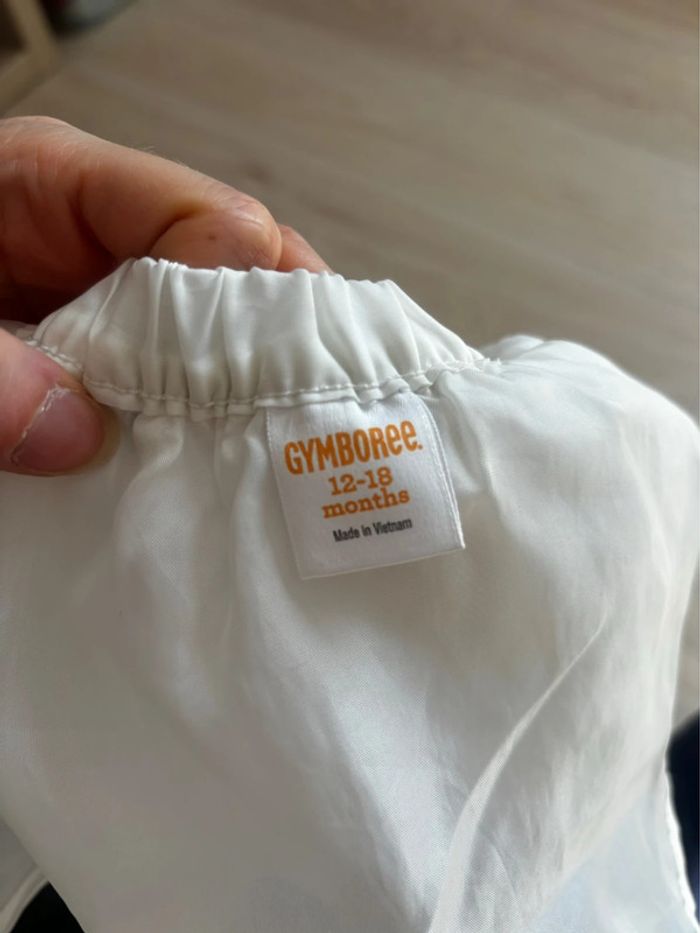 GYMBOREE.
12-18
months
Made in Vietnam